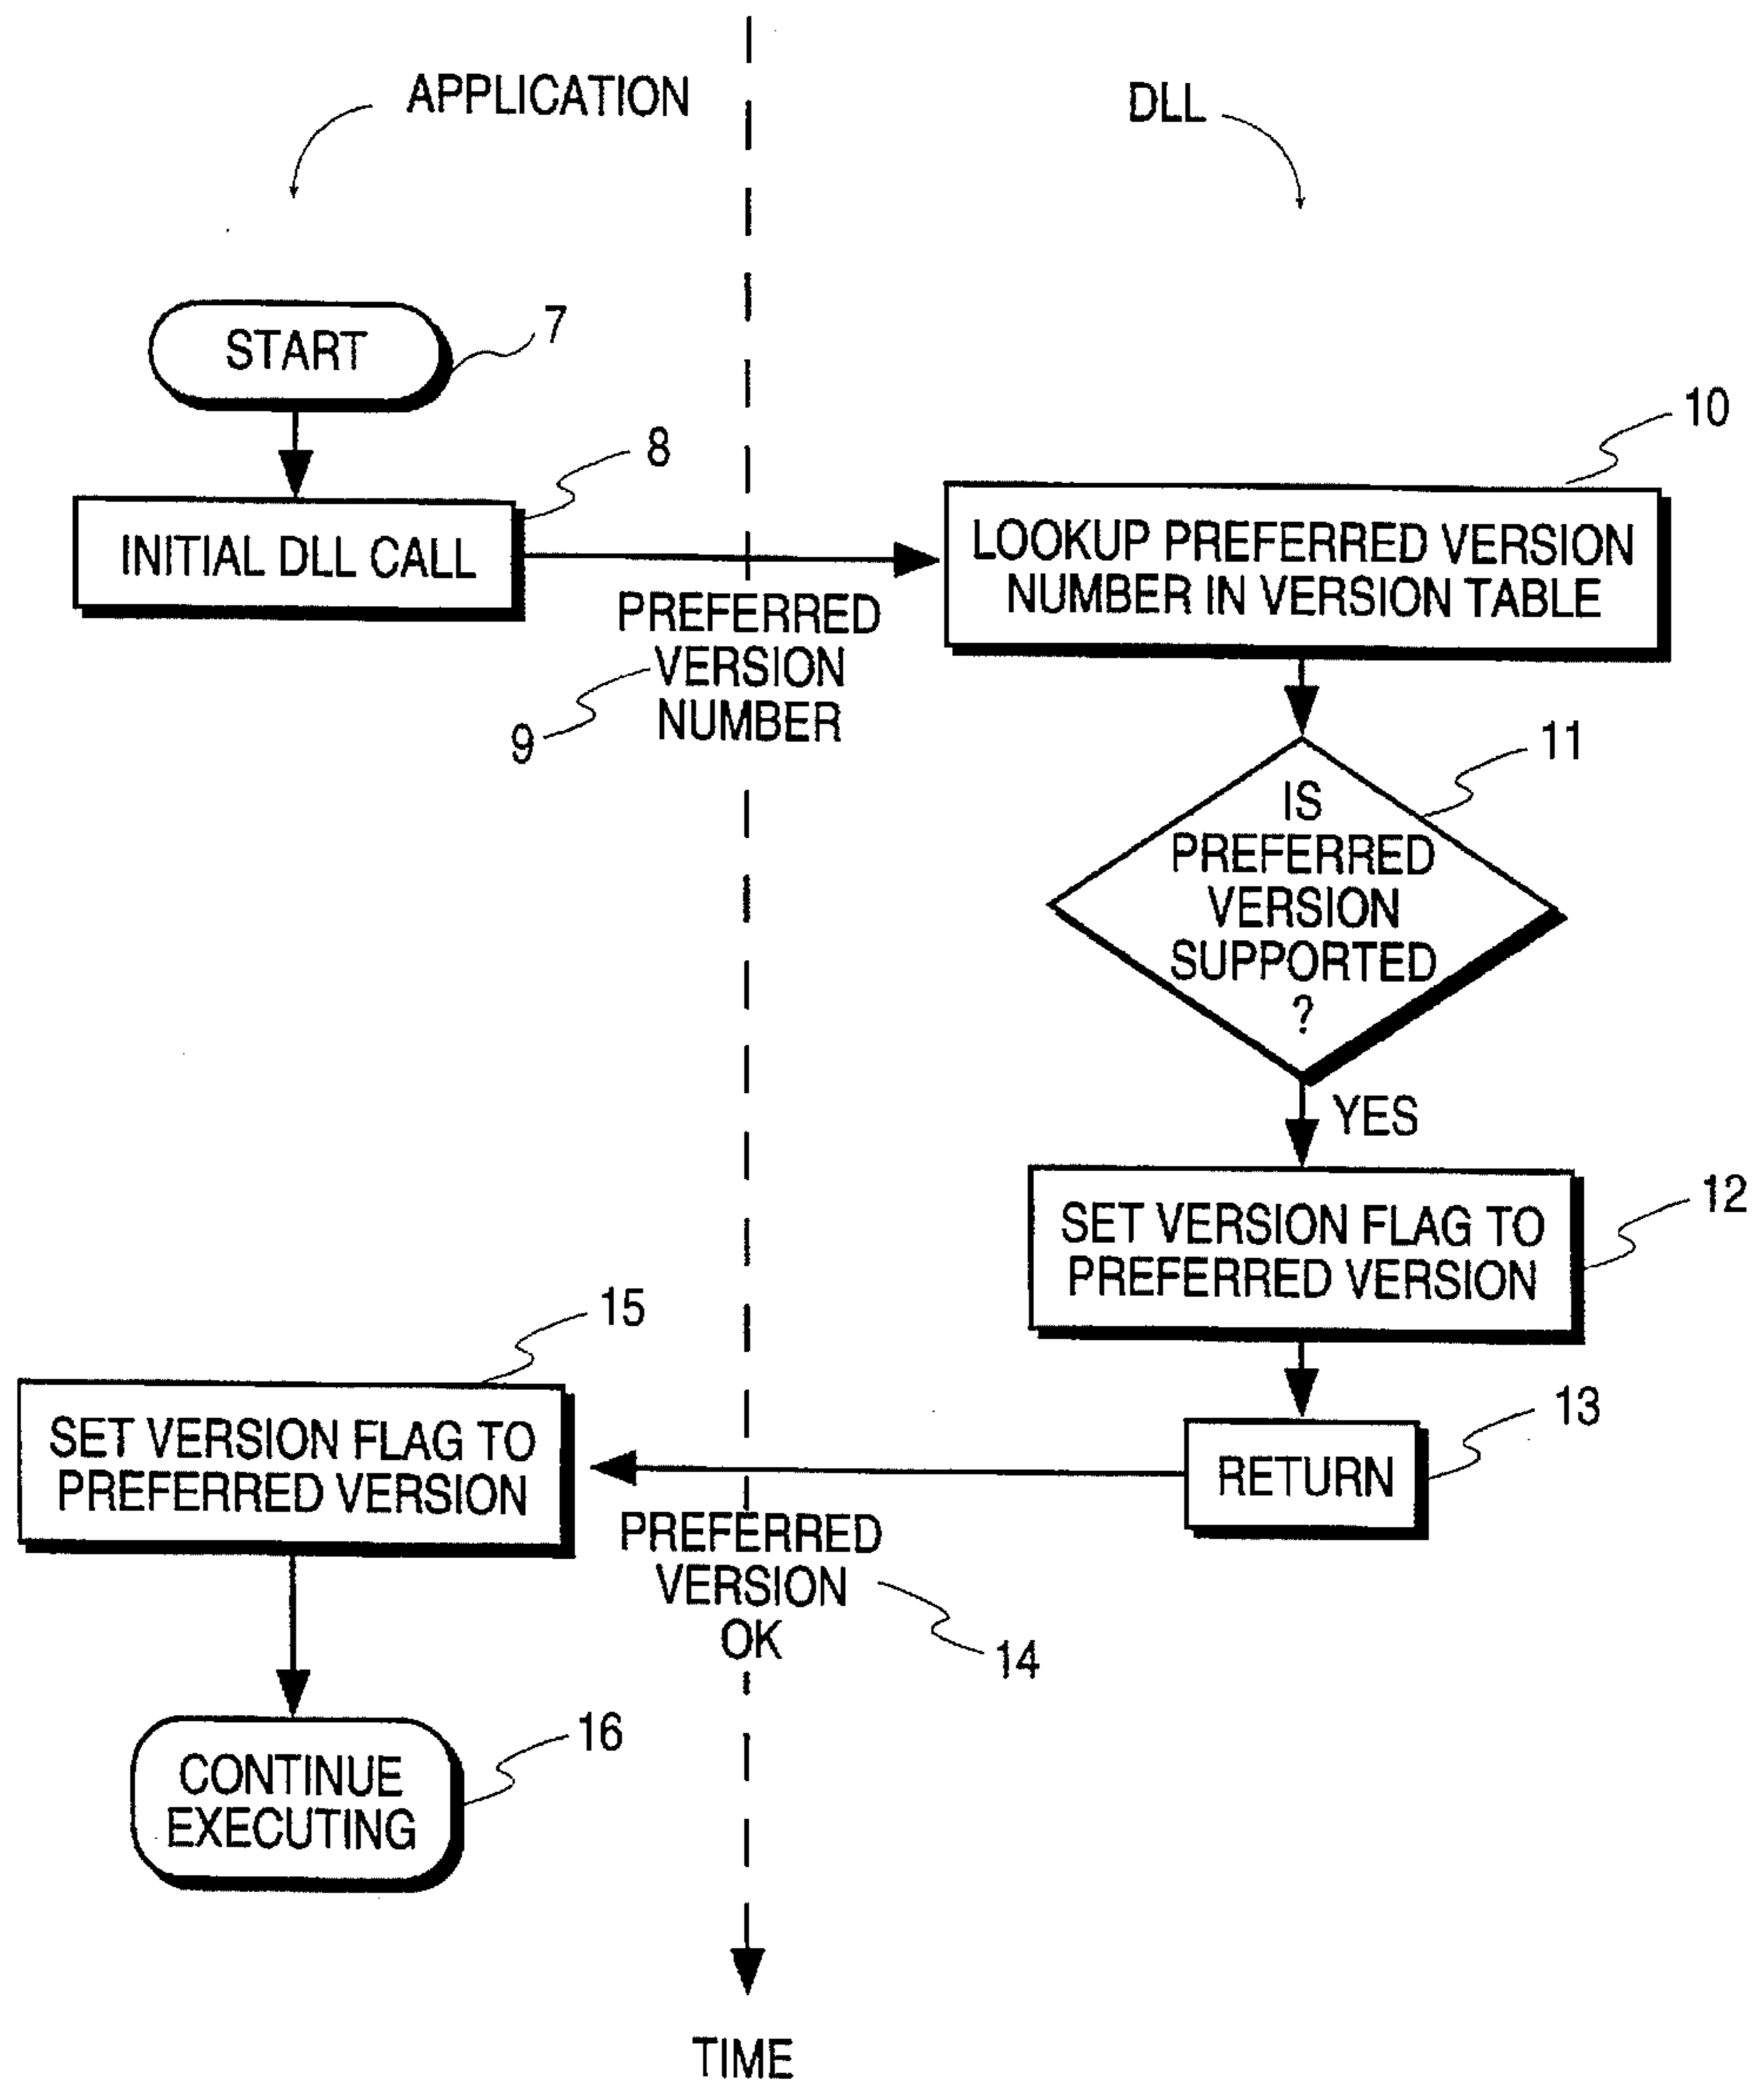 APPLICATION
DLL
START
7
INITIAL DLL CALL
8
PREFERRED
VERSION
NUMBER
9
LOOKUP PREFERRED VERSION
NUMBER IN VERSION TABLE
10
IS
PREFERRED
VERSION
SUPPORTED
?
11
YES
SET VERSION FLAG TO
PREFERRED VERSION
12
RETURN
13
PREFERRED
VERSION
OK
14
SET VERSION FLAG TO
PREFERRED VERSION
15
CONTINUE
EXECUTING
16
TIME